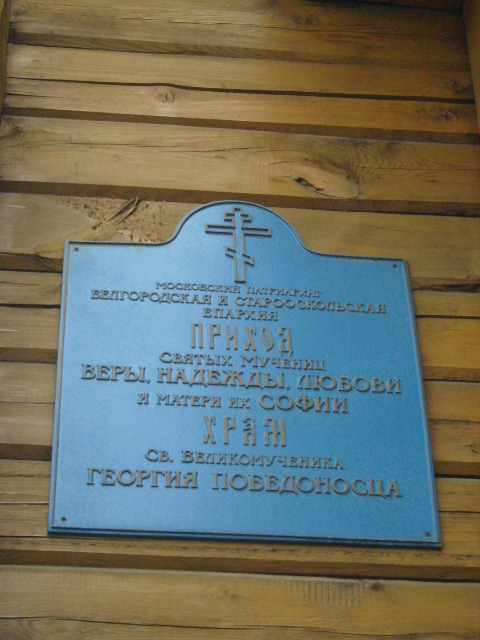 МОСКОВСКИЙ ПАТРИАРХАТ
БЕЛГОРОДСКАЯ И СТАРООСКОЛЬСКАЯ
ЕПАРХИЯ
ПРИХОД
СВЯТЫХ МУЧЕНИЦ
ВЕРЫ, НАДЕЖДЫ, ЛЮБОВИ
И МАТЕРИ ИХ СОФИИ
ХРАМ
СВ. ВЕЛИКОМУЧЕНИКА
ГЕОРГИЯ ПОБЕДОНОСЦА